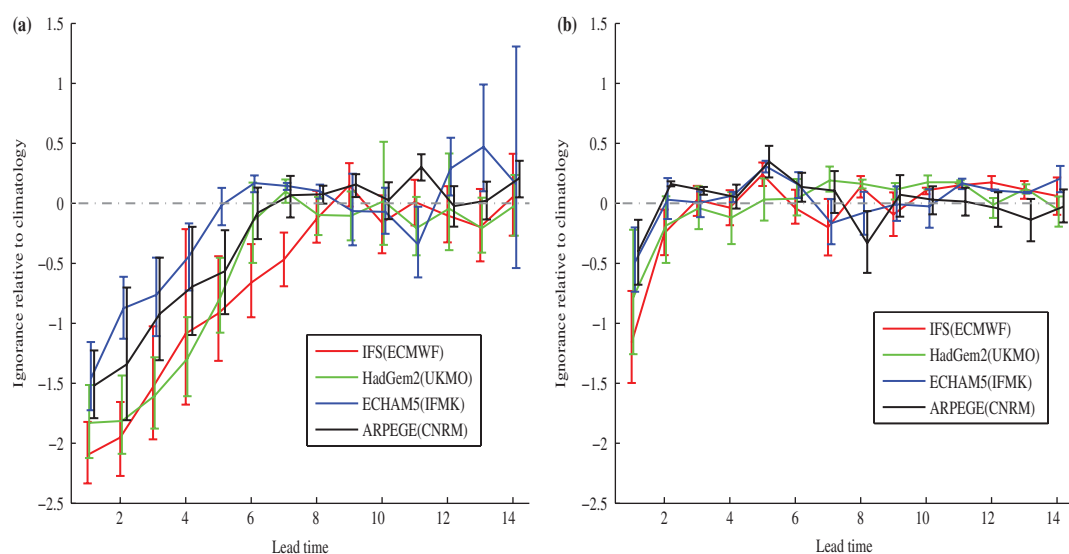 (a)
1.5
1
0.5
0
−0.5
−1
−1.5
−2
−2.5
Ignorance relative to climatology
2
4
6
8
10
12
14
Lead time
IFS(ECMWF)
HadGem2(UKMO)
ECHAM5(IFMK)
ARPEGE(CNRM)
(b)
1.5
1
0.5
0
−0.5
−1
−1.5
−2
−2.5
Ignorance relative to climatology
2
4
6
8
10
12
14
Lead time
IFS(ECMWF)
HadGem2(UKMO)
ECHAM5(IFMK)
ARPEGE(CNRM)